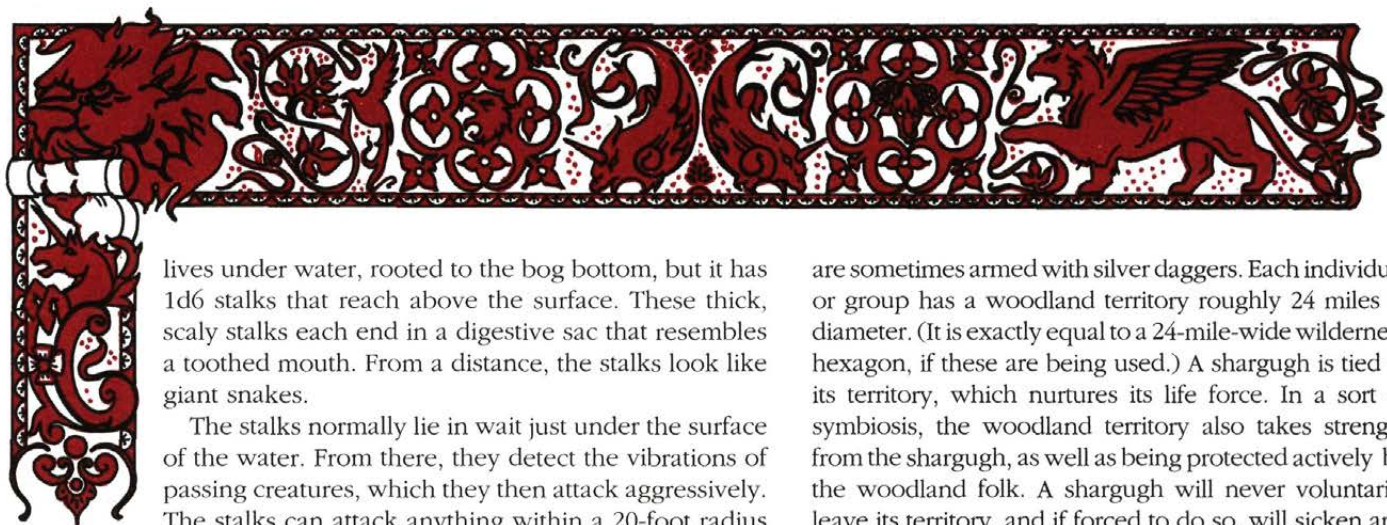 lives under water, rooted to the bog bottom, but it has
1d6 stalks that reach above the surface. These thick,
scaly stalks each end in a digestive sac that resembles
a toothed mouth. From a distance, the stalks look like
giant snakes.
The stalks normally lie in wait just under the surface
of the water. From there, they detect the vibrations of
passing creatures, which they then attack aggressively.
The stalks can attack anything within a 20-foot radius
are sometimes armed with silver daggers. Each
or group has a woodland territory roughly 24 miles
diameter. (It is exactly equal to a 24-mile-wide
hexagon, if these are being used.) A shargugh is tied
its territory, which nurtures its life force. In a sort
symbiosis, the woodland territory also takes
from the shargugh, as well as being protected actively
the woodland folk. A shargugh will never
leave its territory, and if forced to do so, will sicken